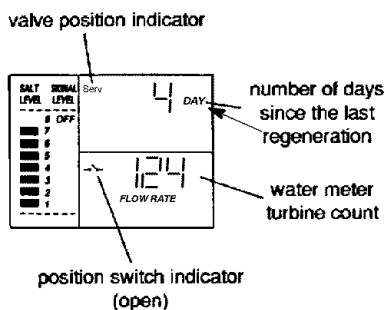 valve position indicator
SALT LEVEL
SIGNAL LEVEL
Serv
4 DAY
8 OFF
7
6
5
4
3
2
1
124
FLOW RATE
number of days
since the last
regeneration
water meter
turbine count
position switch indicator
(open)